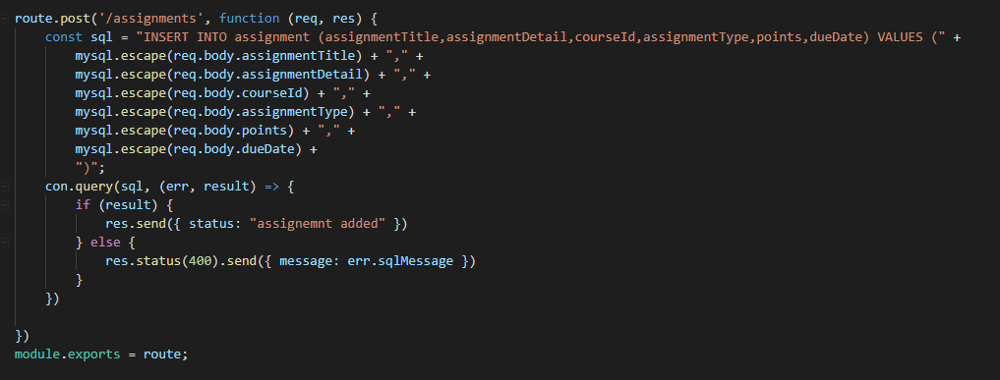 route.post('/assignments', function (req, res) {
    const sql = "INSERT INTO assignment (assignmentTitle,assignmentDetail,courseId,assignmentType,points,dueDate) VALUES (" +
        mysql.escape(req.body.assignmentTitle) + "," +
        mysql.escape(req.body.assignmentDetail) + "," +
        mysql.escape(req.body.courseId) + "," +
        mysql.escape(req.body.assignmentType) + "," +
        mysql.escape(req.body.points) + "," +
        mysql.escape(req.body.dueDate) +
        ")";
    con.query(sql, (err, result) => {
        if (result) {
            res.send({ status: "assignemnt added" })
        } else {
            res.status(400).send({ message: err.sqlMessage })
        }
    })
})
module.exports = route;